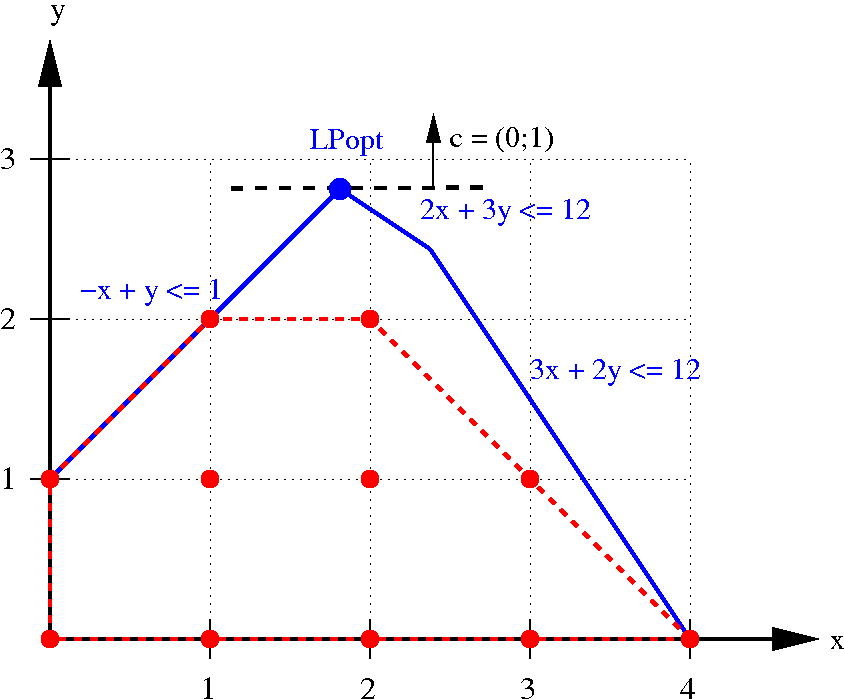 y
LPopt
c = (0;1)
3
2x + 3y <= 12
−x + y <= 1
2
3x + 2y <= 12
1
x
1 2 3 4